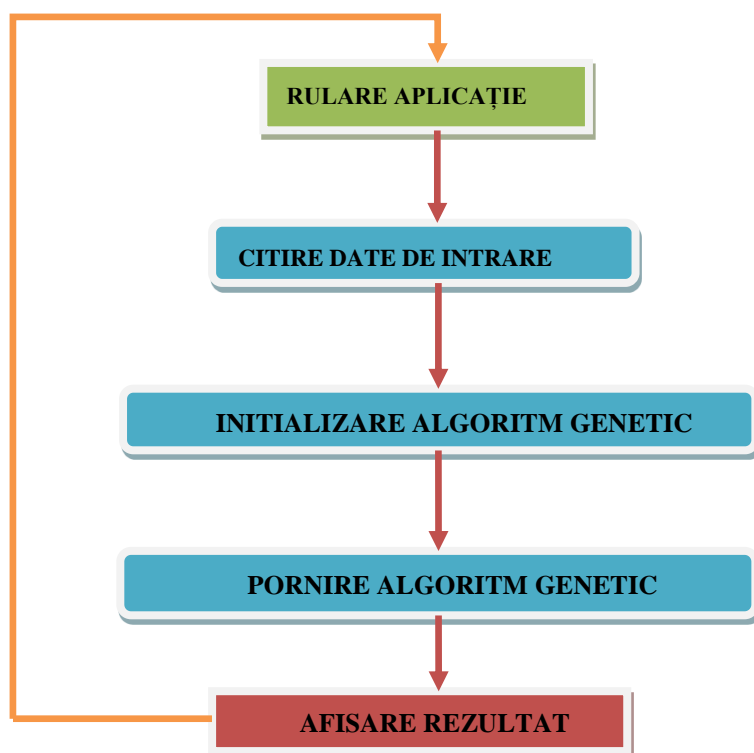 RULARE APLICAȚIE
CITIRE DATE DE INTRARE
INITIALIZARE ALGORITM GENETIC
PORNIRE ALGORITM GENETIC
AFISARE REZULTAT